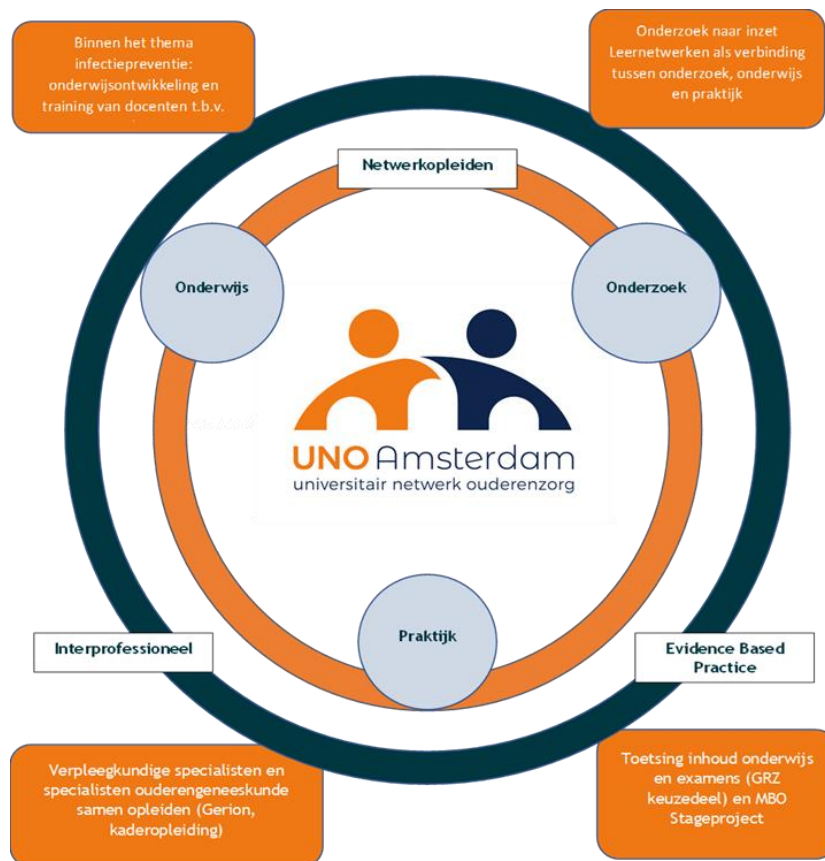 Binnen het thema
infectiepreventie:
onderwijsontwikkeling en
training van docenten t.b.v.
Onderzoek naar inzet
Leernetwerken als verbinding
tussen onderzoek, onderwijs
en praktijk
Netwerkopleiden
Onderwijs
Onderzoek
UNO Amsterdam
universitair netwerk ouderenzorg
Praktijk
Interprofessioneel
Evidence Based
Practice
Verpleegkundige specialisten en
specialisten ouderengeneeskunde
samen opleiden (Gerion,
kaderopleiding)
Toetsing inhoud onderwijs
en examens (GRZ
keuzedeel) en MBO
Stageproject